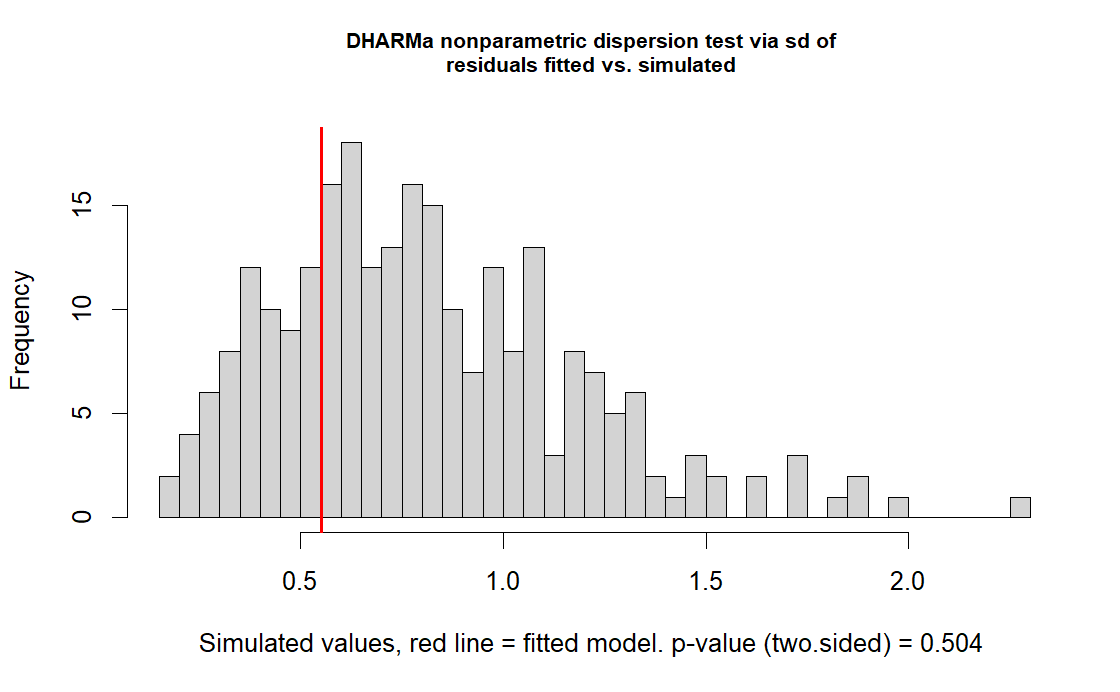 DHARMa nonparametric dispersion test via sd of
residuals fitted vs. simulated
Frequency
15
10
5
0
0.5 1.0 1.5 2.0
Simulated values, red line = fitted model. p-value (two.sided) = 0.504